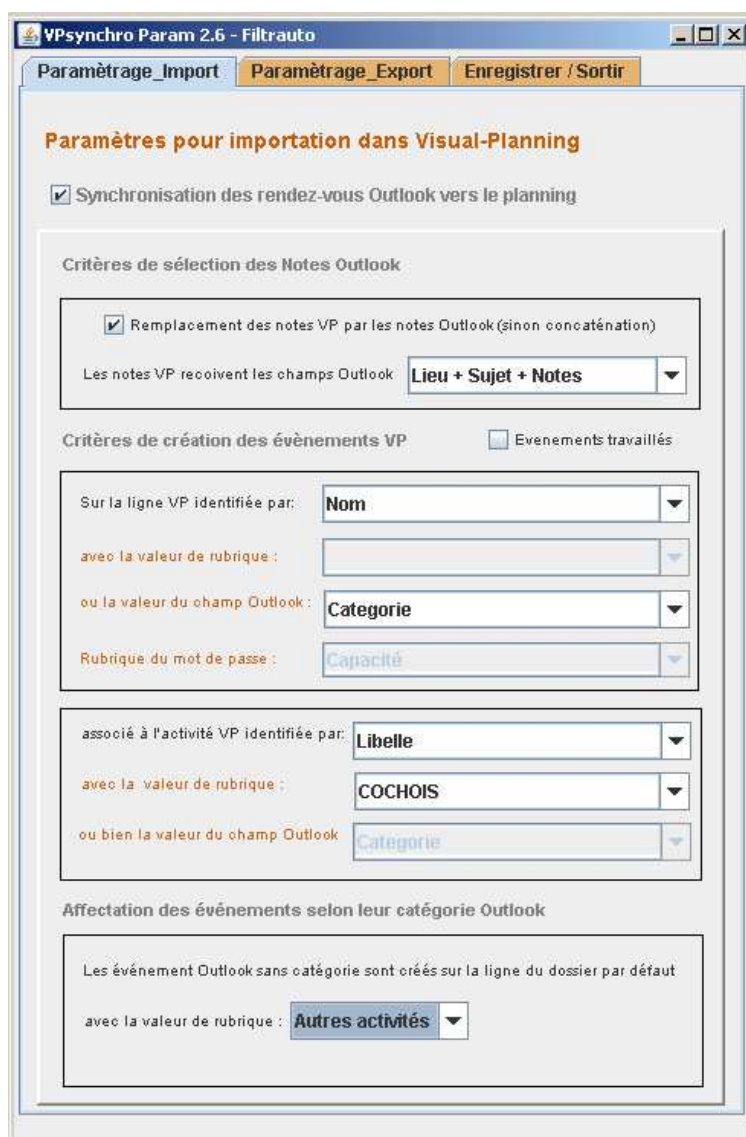 VPsynchro Param 2.6 - Filtrauto
Paramètrage_Import Paramètrage_Export Enregistrer / Sortir
Paramètres pour importation dans Visual-Planning
Synchronisation des rendez-vous Outlook vers le planning
Critères de sélection des Notes Outlook
Remplacement des notes VP par les notes Outlook (sinon concaténation)
Les notes VP recoivent les champs Outlook Lieu + Sujet + Notes
Critères de création des évènements VP Evenements travaillés
Sur la ligne VP identifiée par: Nom
avec la valeur de rubrique :
ou la valeur du champ Outlook : Categorie
Rubrique du mot de passe : Capacité
associé à l'activité VP identifiée par: Libelle
avec la valeur de rubrique : COCHOIS
ou bien la valeur du champ Outlook Categorie
Affectation des événements selon leur catégorie Outlook
Les événement Outlook sans catégorie sont créés sur la ligne du dossier par défaut
avec la valeur de rubrique : Autres activités